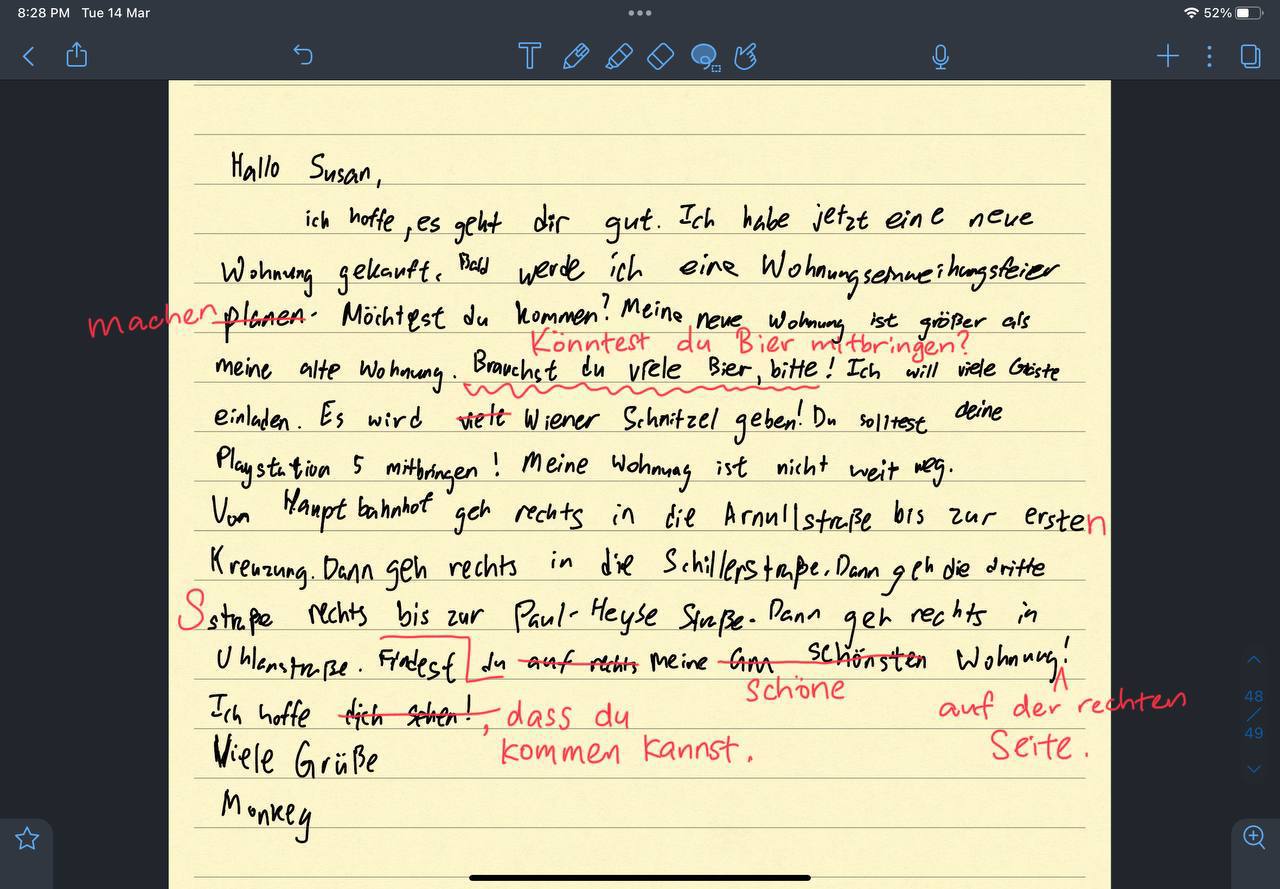 8:28 PM Tue 14 Mar
52%
Hallo Susan,
ich hoffe, es geht dir gut. Ich habe jetzt eine neue
Wohnung gekauft. Bald werde ich eine Wohnungseinweihungsfeier
machen planen. Möchtest du kommen? Meine neue Wohnung ist größer als
Könntest du Bier mitbringen?
meine alte Wohnung. Brauchst du viele Bier, bitte! Ich will viele Gäste
einladen. Es wird viele Wiener Schnitzel geben! Du solltest deine
Playstation 5 mitbringen! Meine Wohnung ist nicht weit weg.
Von Hauptbahnhof geh rechts in die Arnullstraße bis zur ersten
Kreuzung. Dann geh rechts in die Schillerstraße. Dann geh die dritte
S straße rechts bis zur Paul-Heyse Straße. Dann geh rechts in
Uhlanstraße. Findest du auf rechts meine am schönsten Wohnung!
schöne
auf der rechten
Ich hoffe dich sehen!, dass du
Seite.
kommen kannst.
Viele Grüße
Monkey
48
49